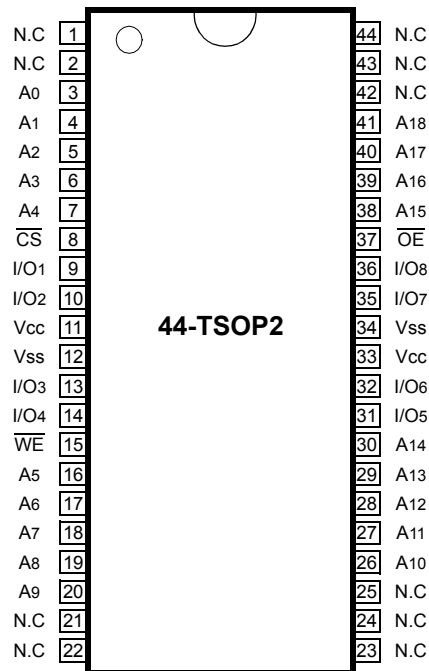 N.C 1 44 N.C
N.C 2 43 N.C
A0 3 42 N.C
A1 4 41 A18
A2 5 40 A17
A3 6 39 A16
A4 7 38 A15
C̅S̅ 8 37 O̅E̅
I/O1 9 36 I/O8
I/O2 10 35 I/O7
Vcc 11 44-TSOP2 34 Vss
Vss 12 33 Vcc
I/O3 13 32 I/O6
I/O4 14 31 I/O5
W̅E̅ 15 30 A14
A5 16 29 A13
A6 17 28 A12
A7 18 27 A11
A8 19 26 A10
A9 20 25 N.C
N.C 21 24 N.C
N.C 22 23 N.C